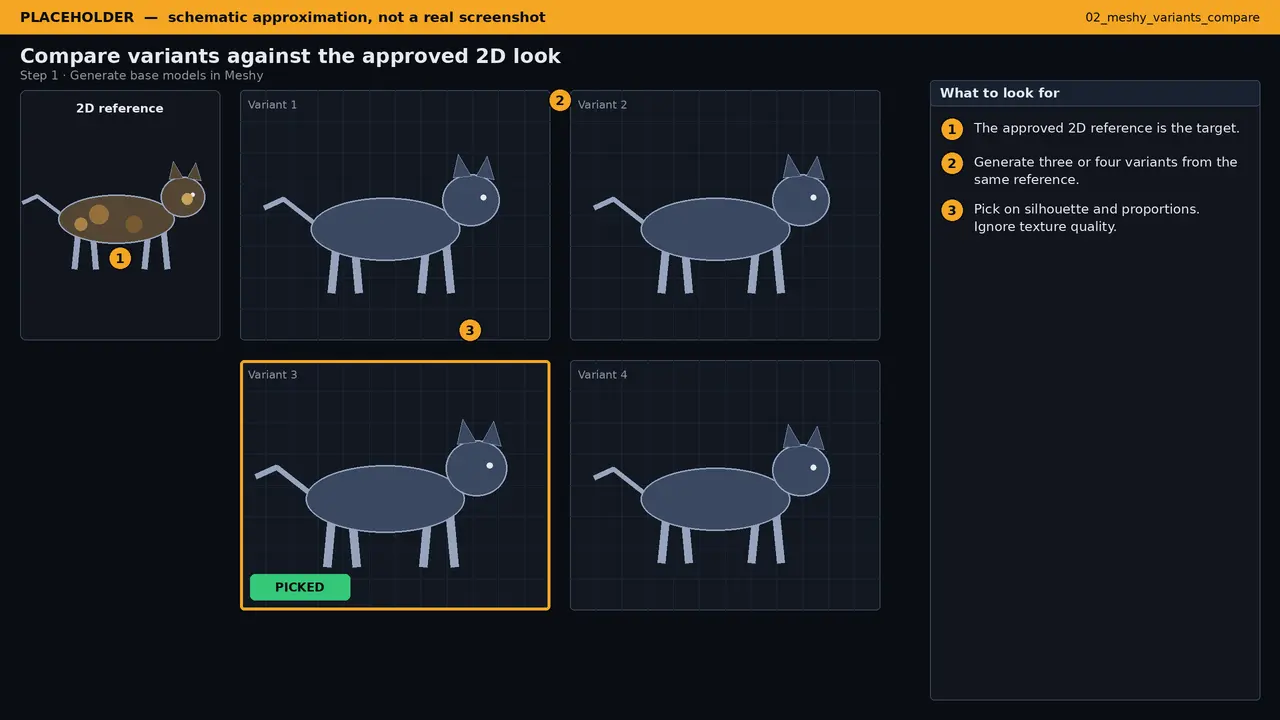 PLACEHOLDER — schematic approximation, not a real screenshot
02_meshy_variants_compare
Compare variants against the approved 2D look
Step 1 · Generate base models in Meshy
2D reference
1
Variant 1
2
Variant 2
3
Variant 3
PICKED
Variant 4
What to look for
1 The approved 2D reference is the target.
2 Generate three or four variants from the
same reference.
3 Pick on silhouette and proportions.
Ignore texture quality.